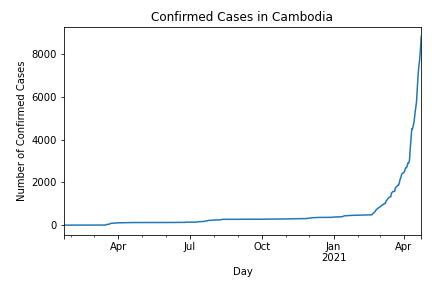 Confirmed Cases in Cambodia
Number of Confirmed Cases
8000
6000
4000
2000
0
Apr Jul Oct Jan Apr
2021
Day